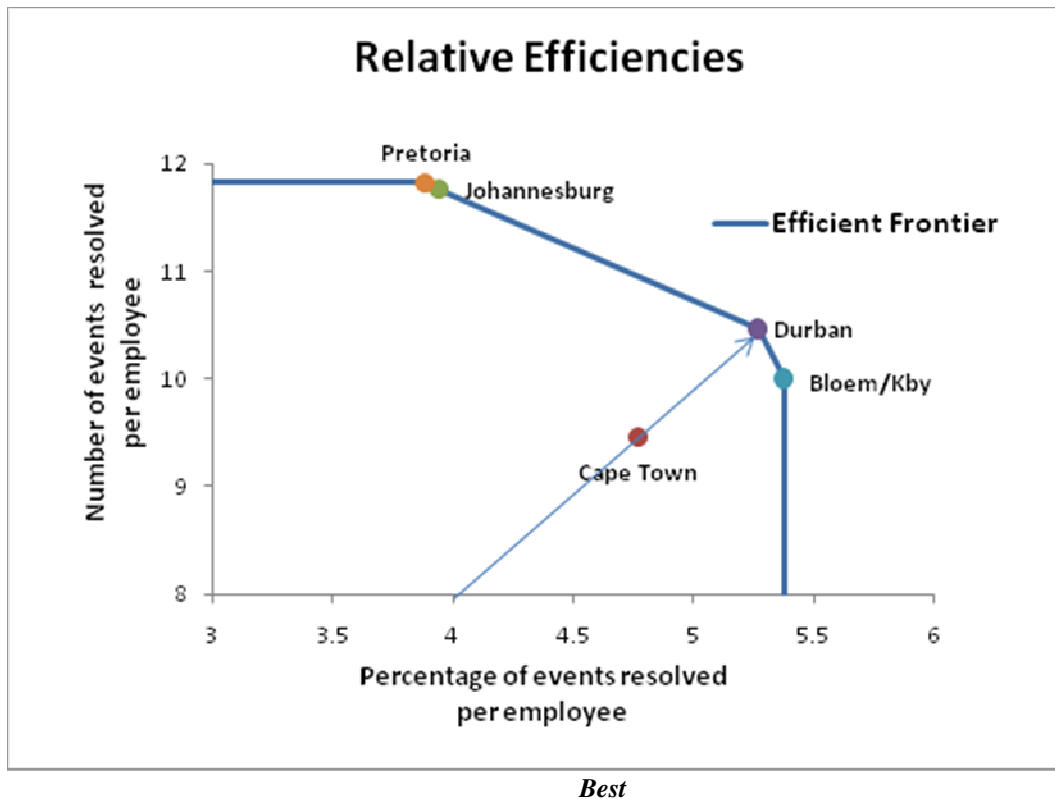 Relative Efficiencies
Number of events resolved
per employee
12
11
10
9
8
Pretoria
Johannesburg
Efficient Frontier
Durban
Bloem/Kby
Cape Town
3
3.5
4
4.5
5
5.5
6
Percentage of events resolved
per employee
Best